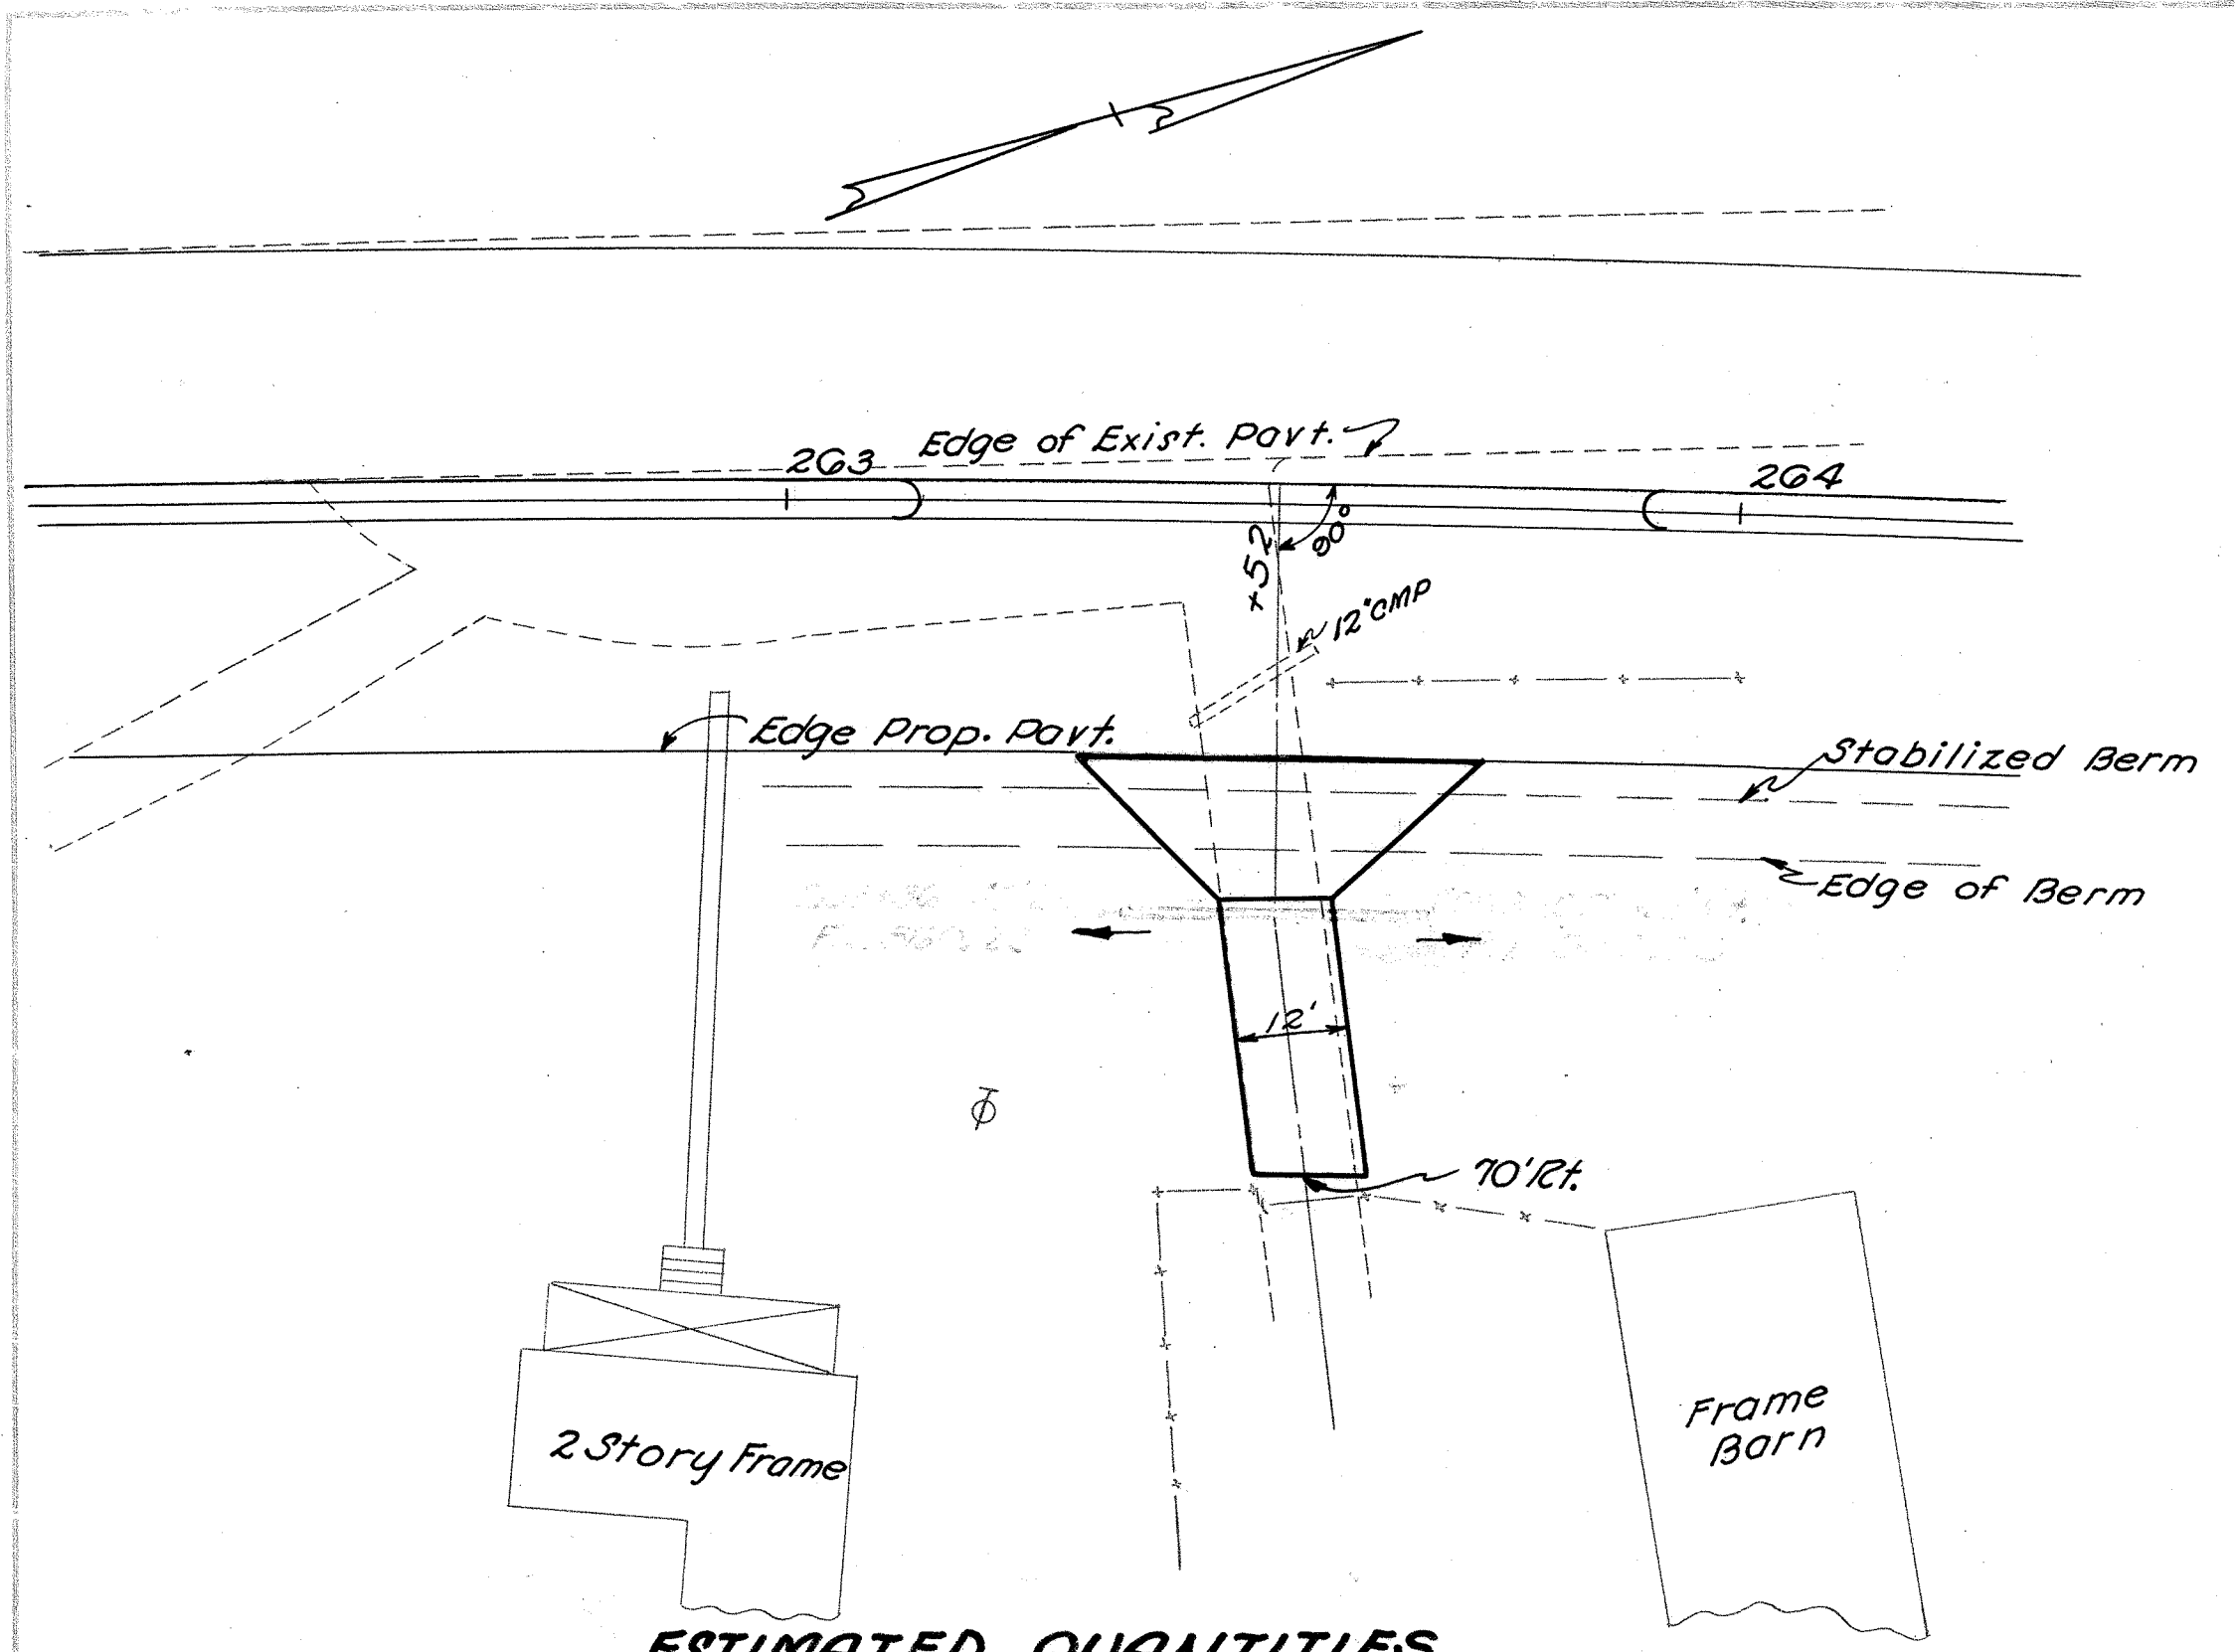 Edge of Exist. Pavt.
263
264
+52
90°
12" CMP
Edge Prop. Pavt.
Stabilized Berm
Edge of Berm
12'
70' Rt.
2 Story Frame
Frame
Barn
ESTIMATED QUANTITIES